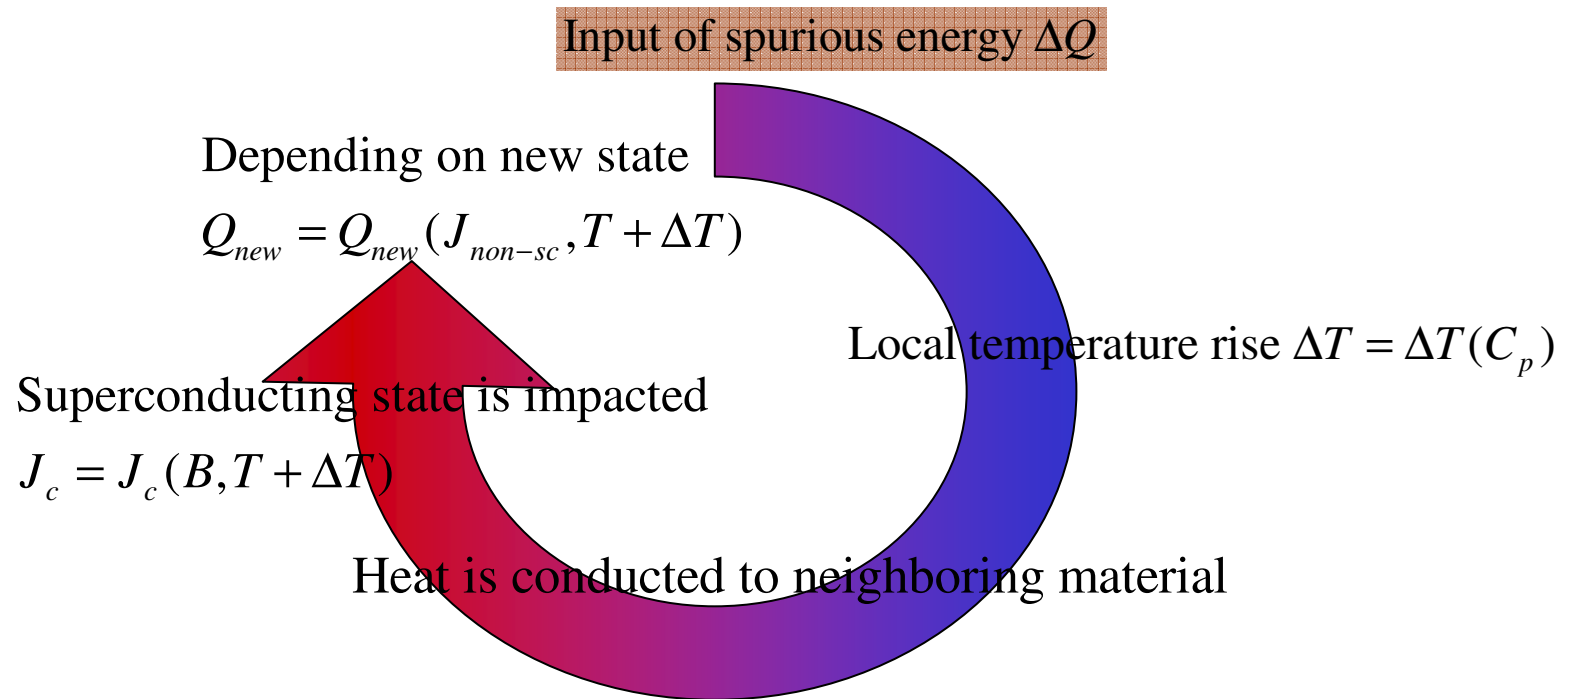 Input of spurious energy ΔQ
Depending on new state
Q_new = Q_new (J_non−sc, T + ΔT)
Local temperature rise ΔT = ΔT(C_p)
Superconducting state is impacted
J_c = J_c (B, T + ΔT)
Heat is conducted to neighboring material